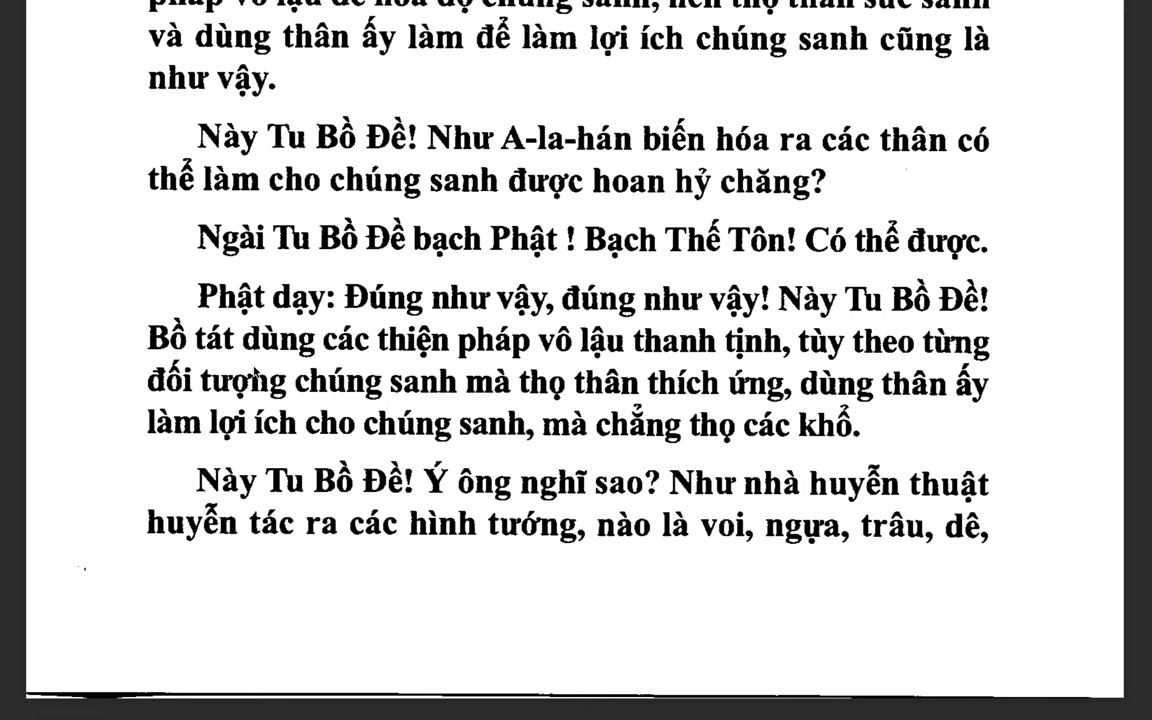 và dùng thân ấy làm để làm lợi ích chúng sanh cũng là
như vậy.
Này Tu Bồ Đề! Như A-la-hán biến hóa ra các thân có
thể làm cho chúng sanh được hoan hỷ chăng?
Ngài Tu Bồ Đề bạch Phật ! Bạch Thế Tôn! Có thể được.
Phật dạy: Đúng như vậy, đúng như vậy! Này Tu Bồ Đề!
Bồ tát dùng các thiện pháp vô lậu thanh tịnh, tùy theo từng
đối tượng chúng sanh mà thọ thân thích ứng, dùng thân ấy
làm lợi ích cho chúng sanh, mà chẳng thọ các khổ.
Này Tu Bồ Đề! Ý ông nghĩ sao? Như nhà huyễn thuật
huyễn tác ra các hình tướng, nào là voi, ngựa, trâu, dê,